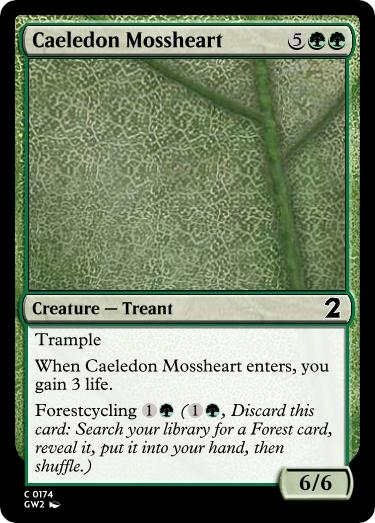 Caeledon Mossheart 5
Creature — Treant 2
Trample
When Caeledon Mossheart enters, you
gain 3 life.
Forestcycling 1 (1, Discard this
card: Search your library for a Forest card,
reveal it, put it into your hand, then
shuffle.)
6/6
C 0174
GW2